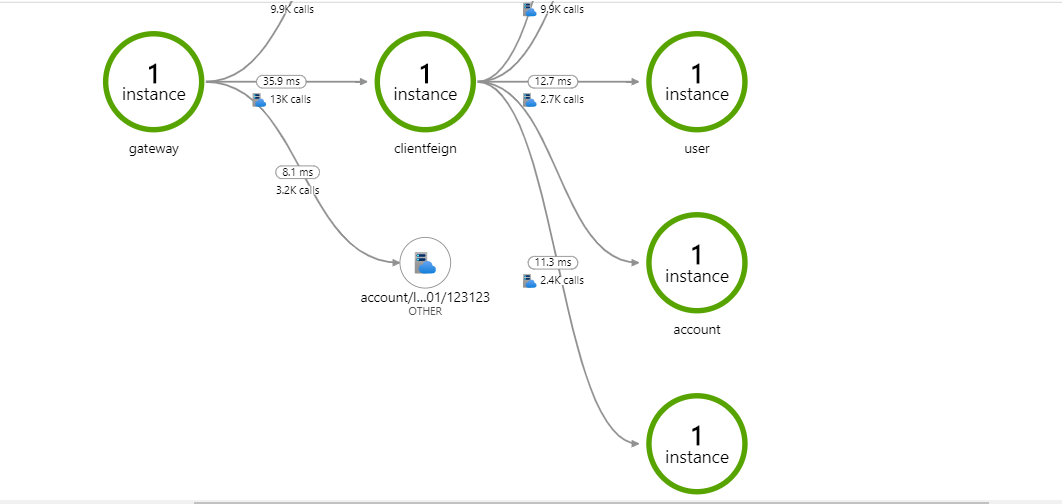 9.9K calls
9.9K calls
1
instance
gateway
35.9 ms
13K calls
1
instance
clientfeign
12.7 ms
2.7K calls
1
instance
user
8.1 ms
3.2K calls
account/l...01/123123
OTHER
11.3 ms
2.4K calls
1
instance
account
1
instance